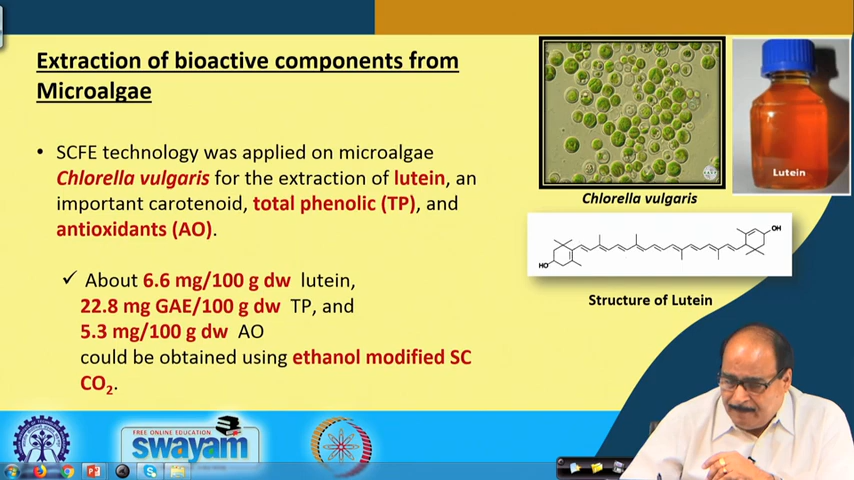 Extraction of bioactive components from
Microalgae
• SCFE technology was applied on microalgae
Chlorella vulgaris for the extraction of lutein, an
important carotenoid, total phenolic (TP), and
antioxidants (AO).
✓ About 6.6 mg/100 g dw lutein,
22.8 mg GAE/100 g dw TP, and
5.3 mg/100 g dw AO
could be obtained using ethanol modified SC
CO₂.
Lutein
Chlorella vulgaris
OH
HO
Structure of Lutein
FREE ONLINE EDUCATION
swayam